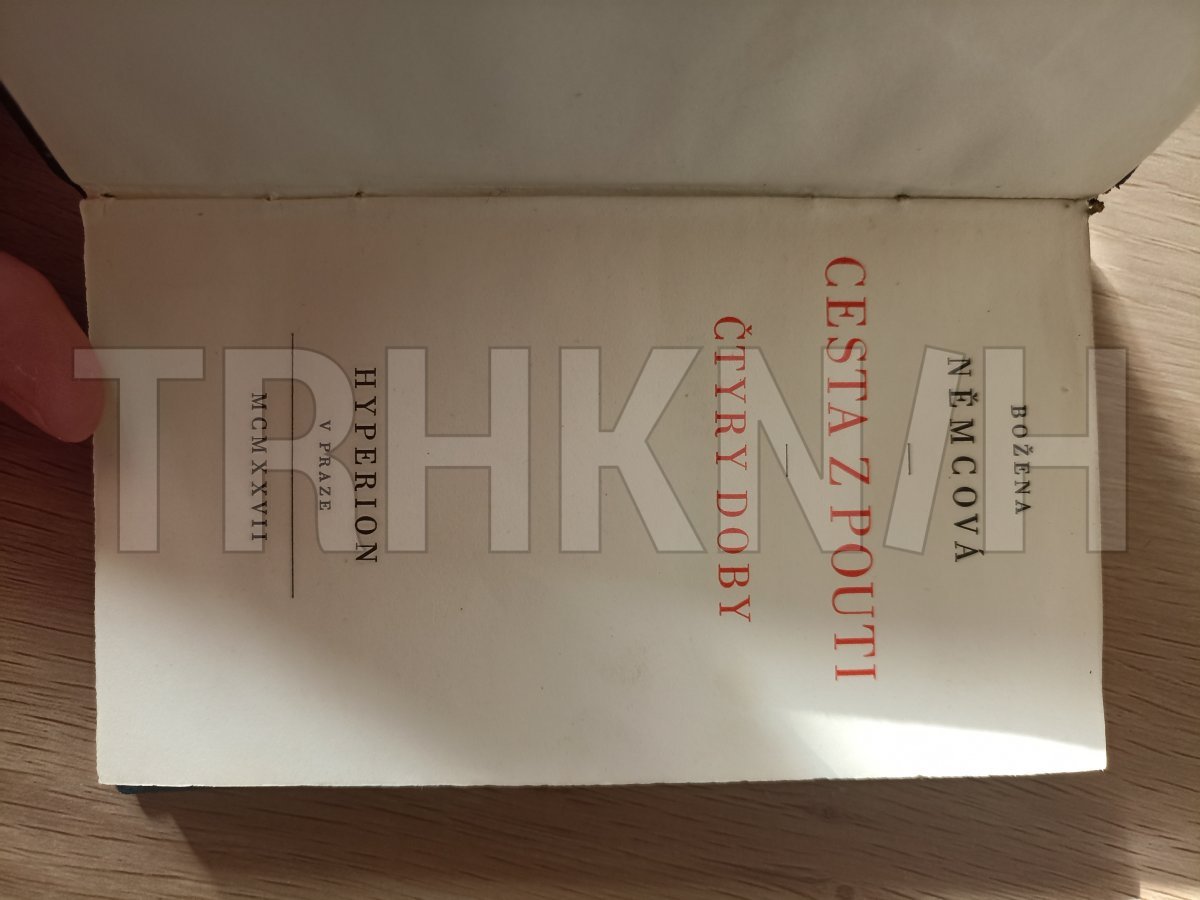 BOŽENA
NĚMCOVÁ
CESTA Z POUTI
ČTYRY DOBY
HYPERION
V PRAZE
MCMXXVII
TRHKNIH